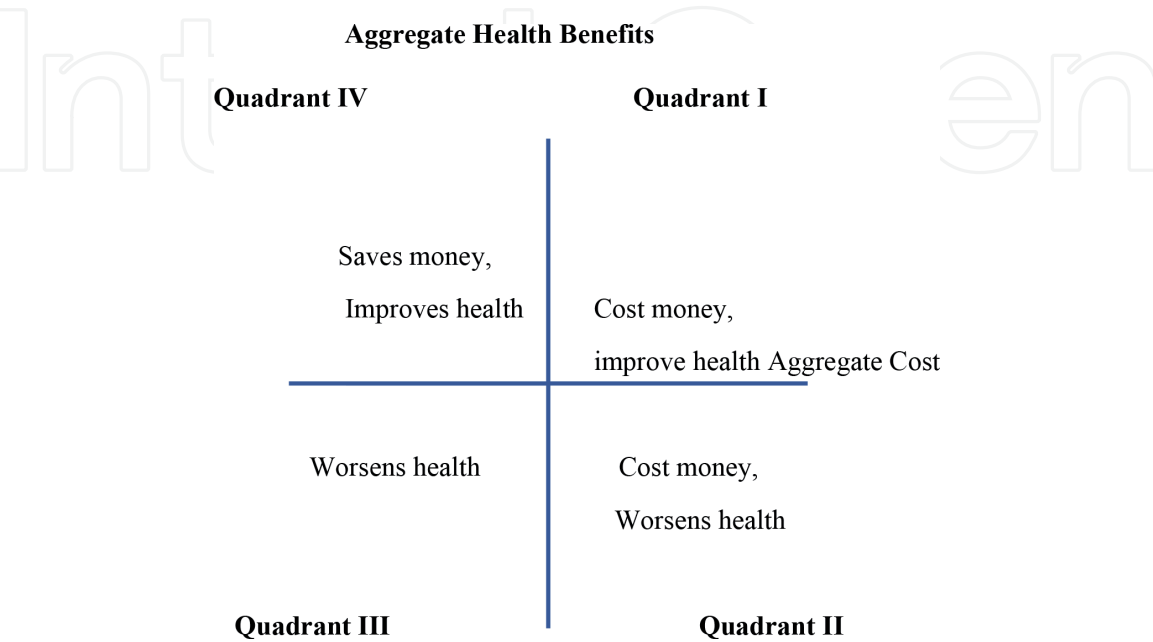 Aggregate Health Benefits
Quadrant IV
Quadrant I
Saves money,
Improves health
Cost money,
improve health Aggregate Cost
Worsens health
Cost money,
Worsens health
Quadrant III
Quadrant II